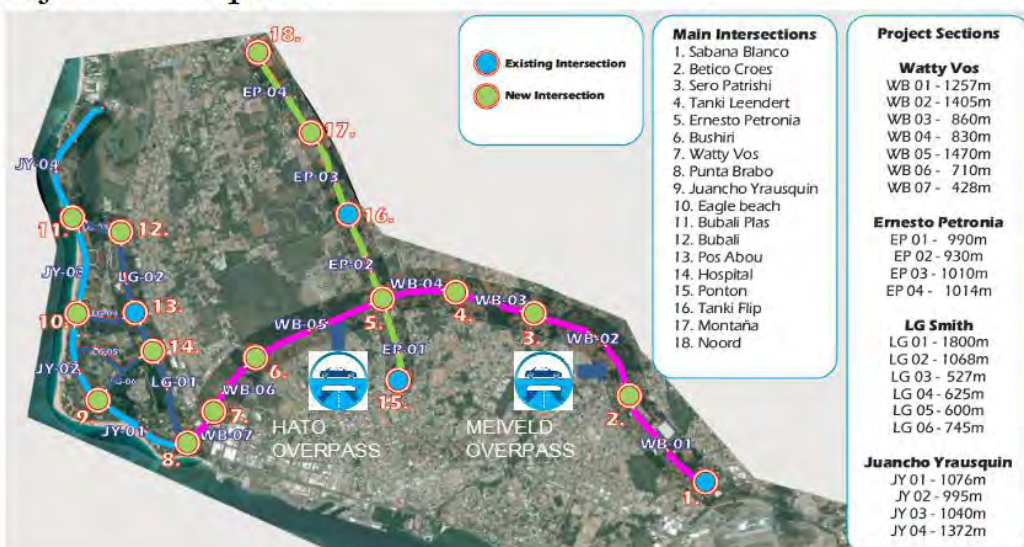 18.
EP-04
17.
EP-03
JY-04
16.
11.
12.
EP-02
JY-03
LG-02
WB-04
10.
13.
WB-05
5.
4.
WB-03
3.
WB-02
14.
JY-02
LG-01
6.
EP-01
WB-06
9.
7.
15.
2.
JY-01
WB-07
HATO
OVERPASS
MEIVELD
OVERPASS
WB-01
8.
1.
Existing Intersection
New Intersection
Main Intersections
1. Sabana Blanco
2. Betico Croes
3. Sero Patrishi
4. Tanki Leendert
5. Ernesto Petronia
6. Bushiri
7. Watty Vos
8. Punta Brabo
9. Juancho Yrausquin
10. Eagle beach
11. Bubali Plas
12. Bubali
13. Pos Abou
14. Hospital
15. Ponton
16. Tanki Flip
17. Montaña
18. Noord
Project Sections
Watty Vos
WB 01 - 1257m
WB 02 - 1405m
WB 03 - 860m
WB 04 - 830m
WB 05 - 1470m
WB 06 - 710m
WB 07 - 428m
Ernesto Petronia
EP 01 - 990m
EP 02 - 930m
EP 03 - 1010m
EP 04 - 1014m
LG Smith
LG 01 - 1800m
LG 02 - 1068m
LG 03 - 527m
LG 04 - 625m
LG 05 - 600m
LG 06 - 745m
Juancho Yrausquin
JY 01 - 1076m
JY 02 - 995m
JY 03 - 1040m
JY 04 - 1372m